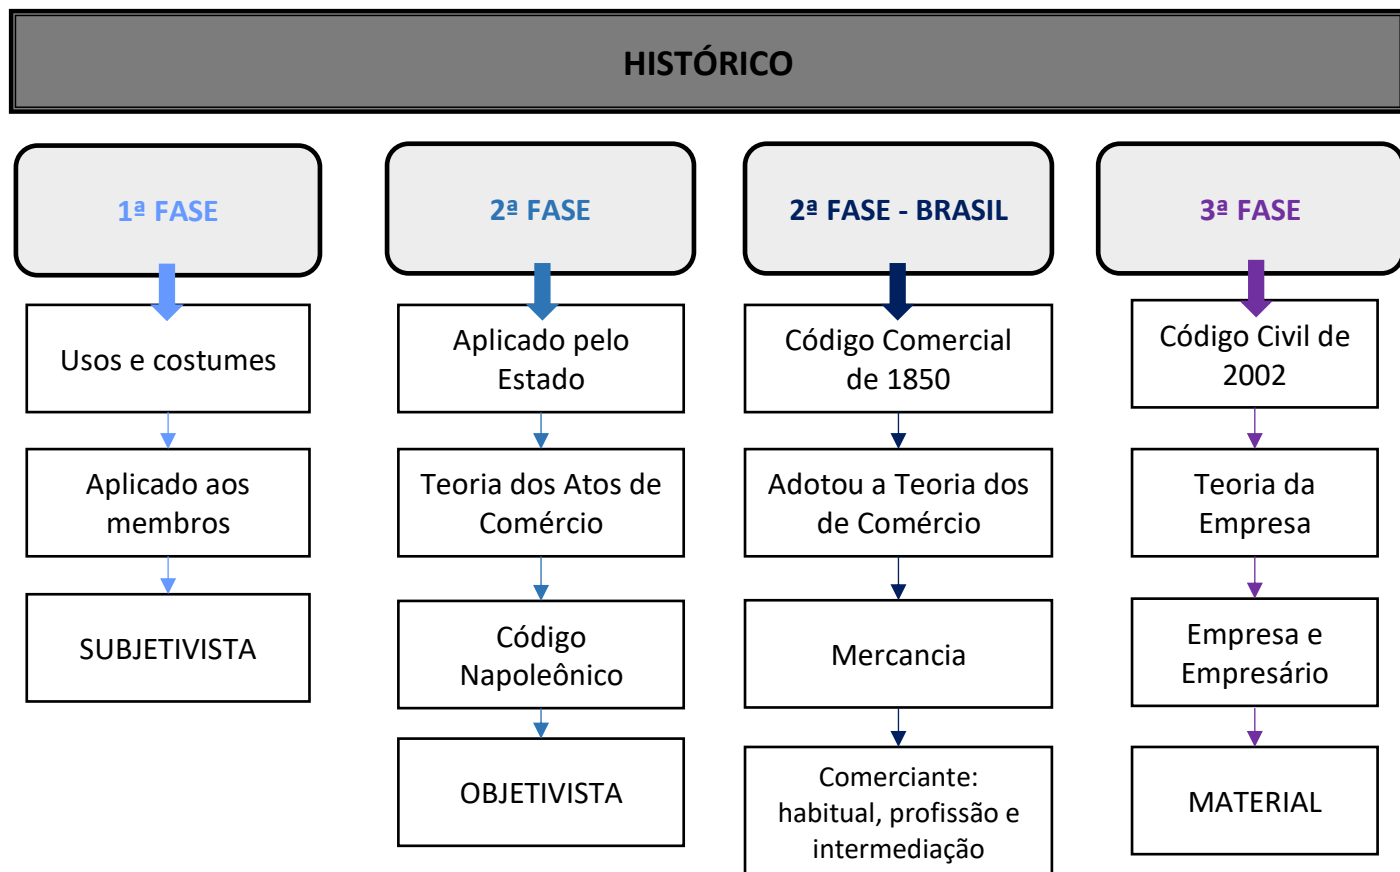 HISTÓRICO
1ª FASE
Usos e costumes
Aplicado aos
membros
SUBJETIVISTA
2ª FASE
Aplicado pelo
Estado
Teoria dos Atos de
Comércio
Código
Napoleônico
OBJETIVISTA
2ª FASE - BRASIL
Código Comercial
de 1850
Adotou a Teoria dos
de Comércio
Mercancia
Comerciante:
habitual, profissão e
intermediação
3ª FASE
Código Civil de
2002
Teoria da
Empresa
Empresa e
Empresário
MATERIAL